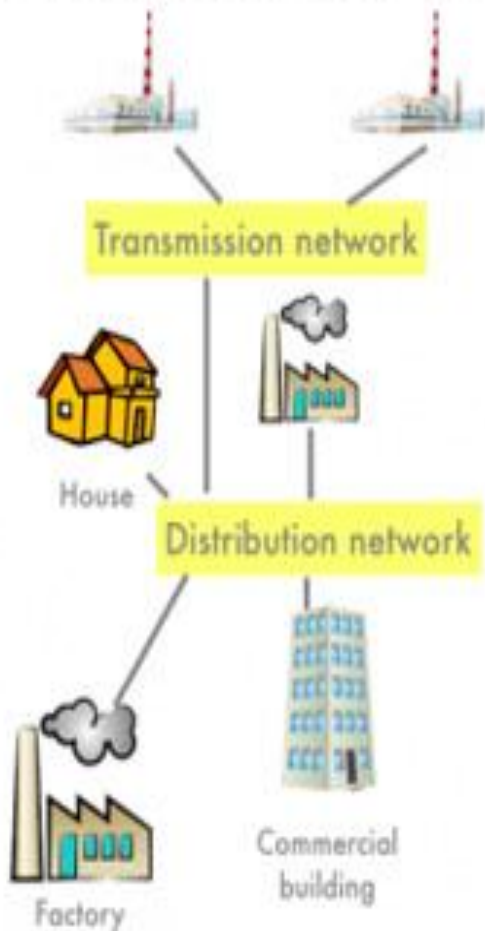 Transmission network
House
Distribution network
Commercial
building
Factory